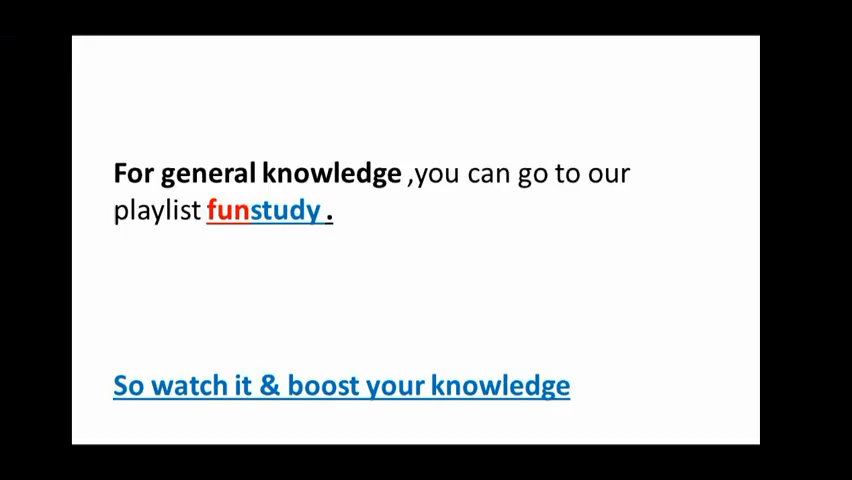 For general knowledge ,you can go to our
playlist funstudy .
So watch it & boost your knowledge